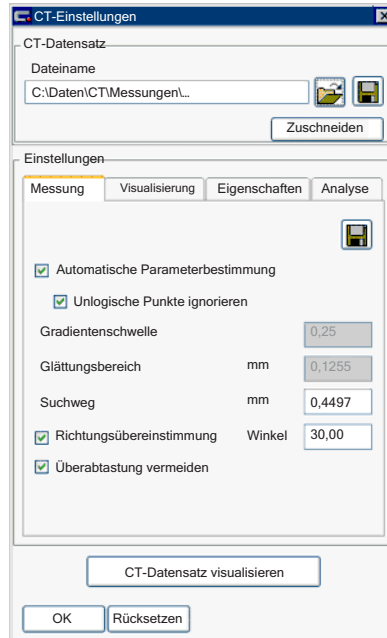 CT-Einstellungen
CT-Datensatz
Dateiname
C:\Daten\CT\Messungen\...
Zuschneiden
Einstellungen
Messung Visualisierung Eigenschaften Analyse
Automatische Parameterbestimmung
Unlogische Punkte ignorieren
Gradientenschwelle 0,25
Glättungsbereich mm 0,1255
Suchweg mm 0,4497
Richtungsübereinstimmung Winkel 30,00
Überabtastung vermeiden
CT-Datensatz visualisieren
OK Rücksetzen